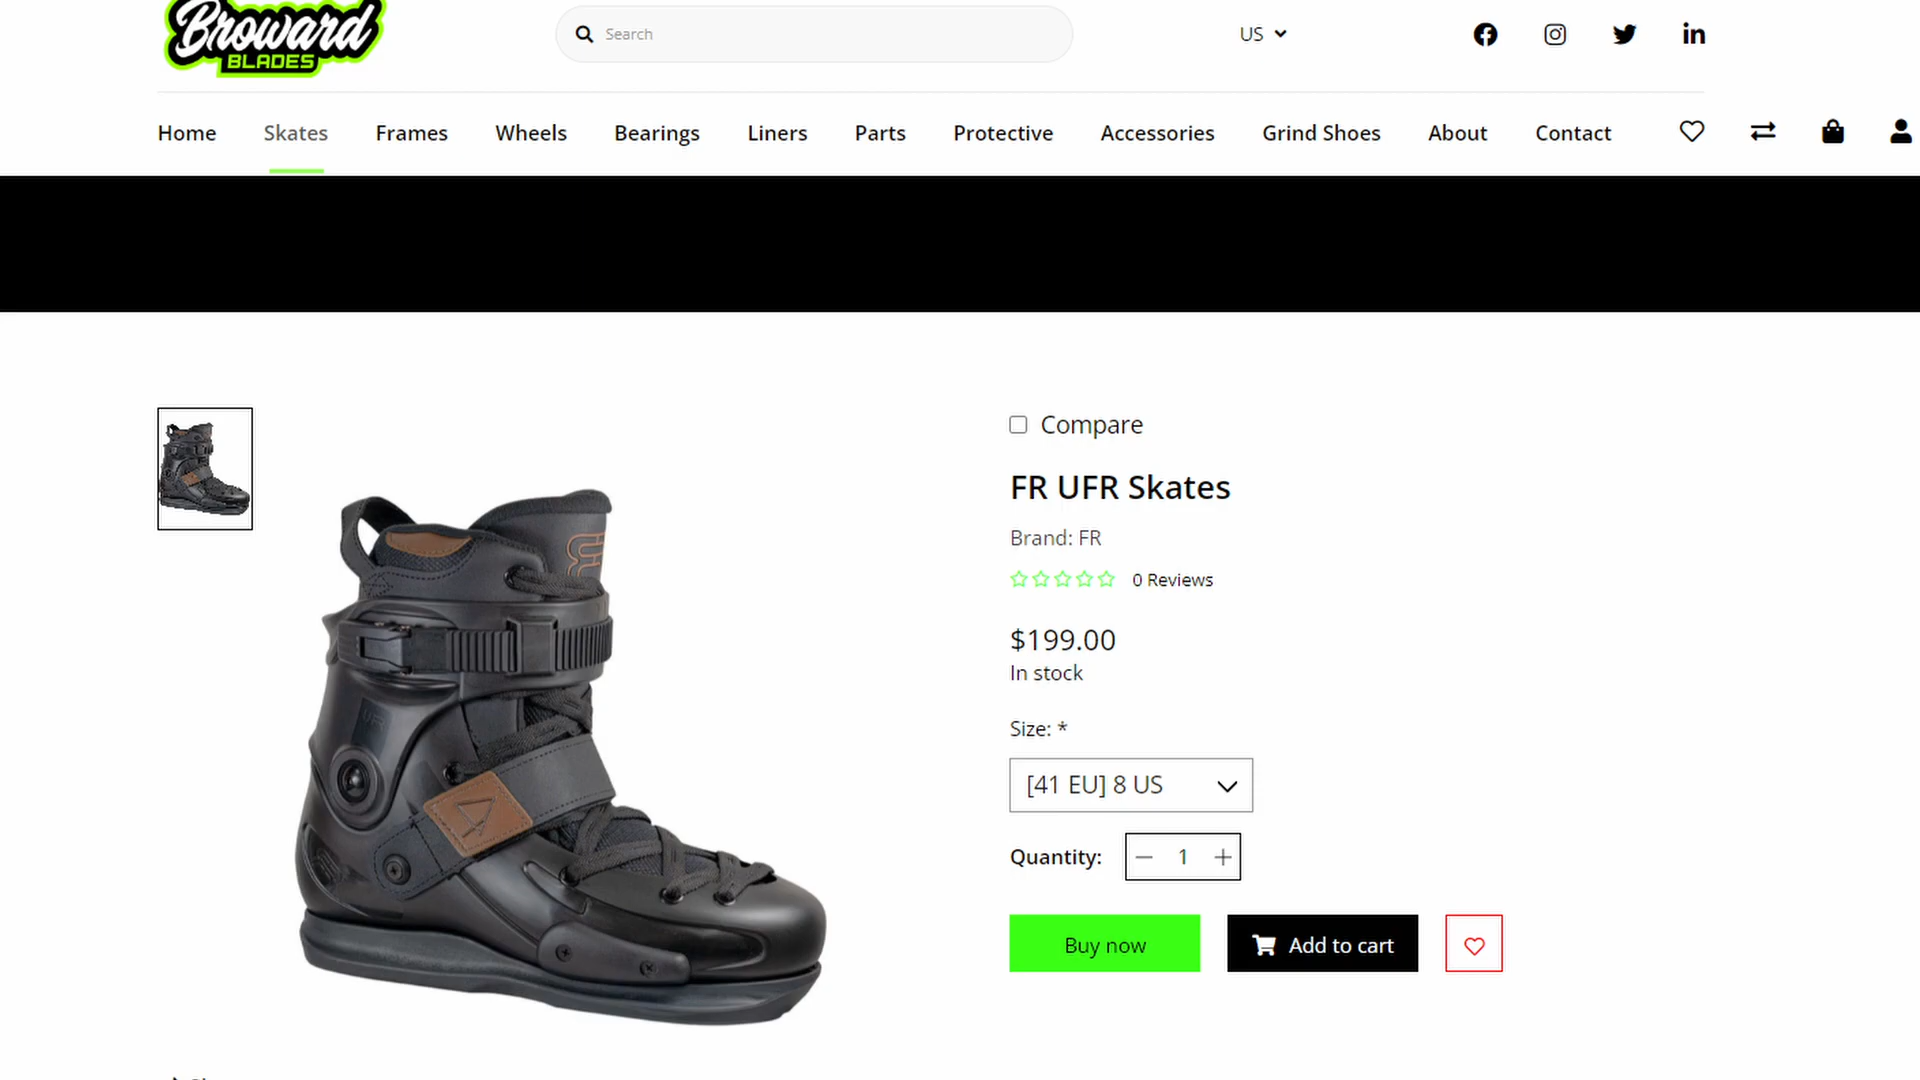 Broward
BLADES
Search
US
Home Skates Frames Wheels Bearings Liners Parts Protective Accessories Grind Shoes About Contact
Compare
FR UFR Skates
Brand: FR
0 Reviews
$199.00
In stock
Size: *
[41 EU] 8 US
Quantity: 1
Buy now
Add to cart